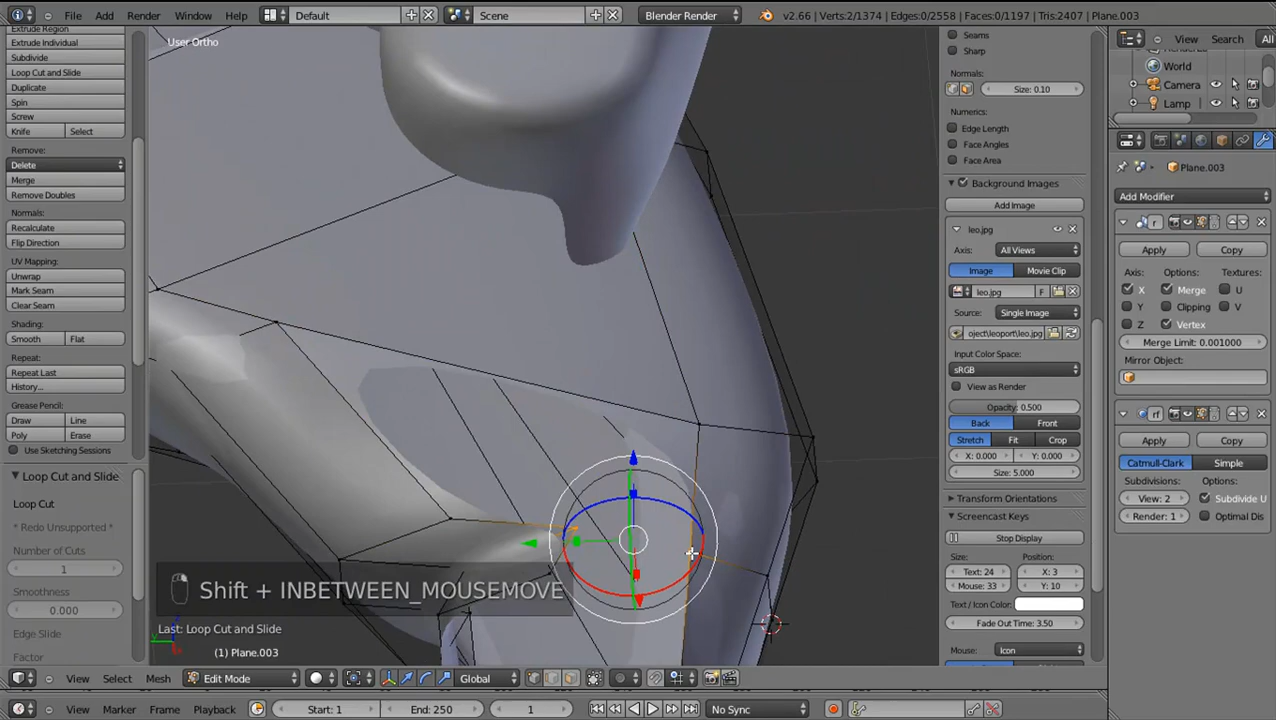 File Add Render Window Help Default Scene Blender Render v2.66 | Verts:2/1374 | Edges:0/2558 | Faces:0/1197 | Tris:2407 | Plane.003
View Search All
User Ortho
Extrude Region
Extrude Individual
Subdivide
Loop Cut and Slide
Duplicate
Spin
Screw
Knife Select
Remove:
Delete
Merge
Remove Doubles
Normals:
Recalculate
Flip Direction
UV Mapping:
Unwrap
Mark Seam
Clear Seam
Shading:
Smooth Flat
Repeat:
Repeat Last
History...
Grease Pencil:
Draw Line
Poly Erase
Use Sketching Sessions
Loop Cut and Slide
Loop Cut
* Redo Unsupported *
Number of Cuts
1
Smoothness
0.000
Edge Slide
Factor
Shift + INBETWEEN_MOUSEMOVE
Last: Loop Cut and Slide
(1) Plane.003
Seams
Sharp
Normals:
Size: 0.10
Numerics:
Edge Length
Face Angles
Face Area
Background Images
Add Image
leo.jpg
Axis: All Views
Image Movie Clip
leo.jpg F
Source: Single Image
oject\leoport\leo.jpg
Input Color Space:
sRGB
View as Render
Opacity: 0.500
Back Front
Stretch Fit Crop
X: 0.000 Y: 0.000
Size: 5.000
Transform Orientations
Screencast Keys
Stop Display
Size: Position:
Text: 24 X: 3
Mouse: 33 Y: 10
Text / Icon Color:
Fade Out Time: 3.50
Mouse: Icon
World
Camera
Lamp
Plane.003
Add Modifier
Apply Copy
Axis: Options: Textures:
X Merge U
Y Clipping V
Z Vertex
Merge Limit: 0.001000
Mirror Object:
Apply Copy
Catmull-Clark Simple
Subdivisions: Options:
View: 2 Subdivide U
Render: 1 Optimal Dis
View Select Mesh Edit Mode Global
View Marker Frame Playback Start: 1 End: 250 1 No Sync